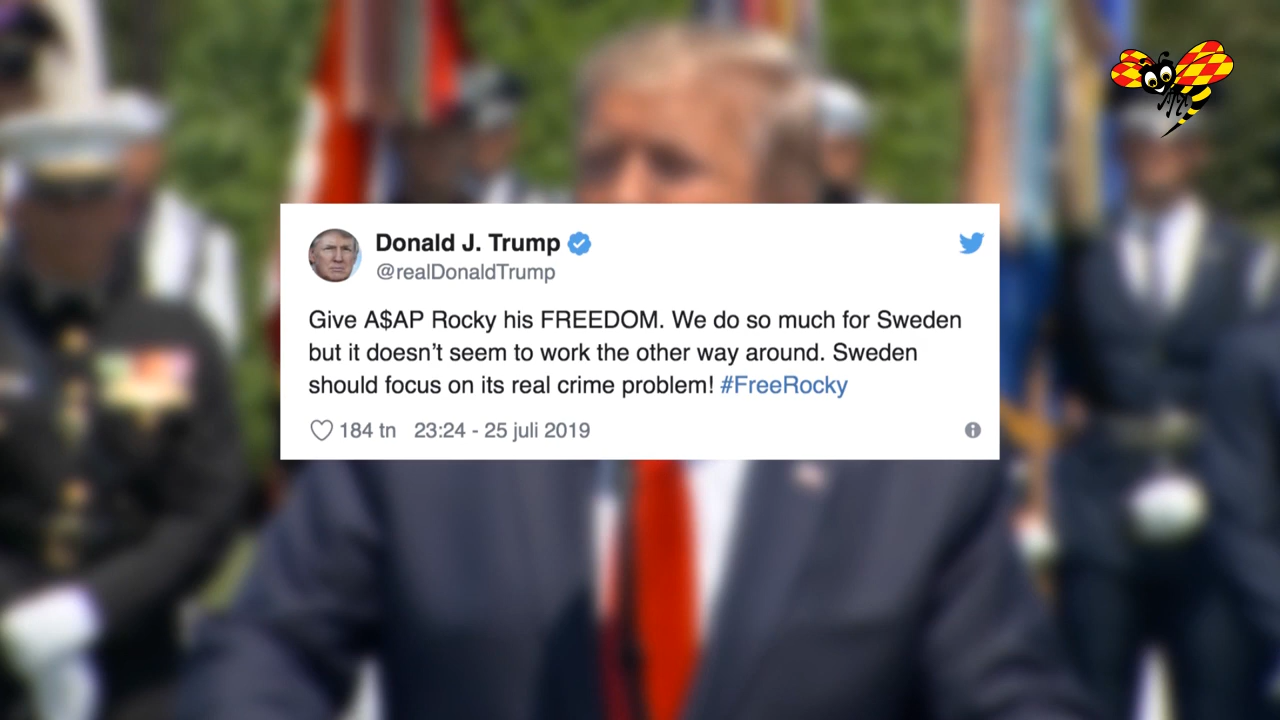 Donald J. Trump
@realDonaldTrump
Give A$AP Rocky his FREEDOM. We do so much for Sweden
but it doesn’t seem to work the other way around. Sweden
should focus on its real crime problem! #FreeRocky
184 tn 23:24 - 25 juli 2019